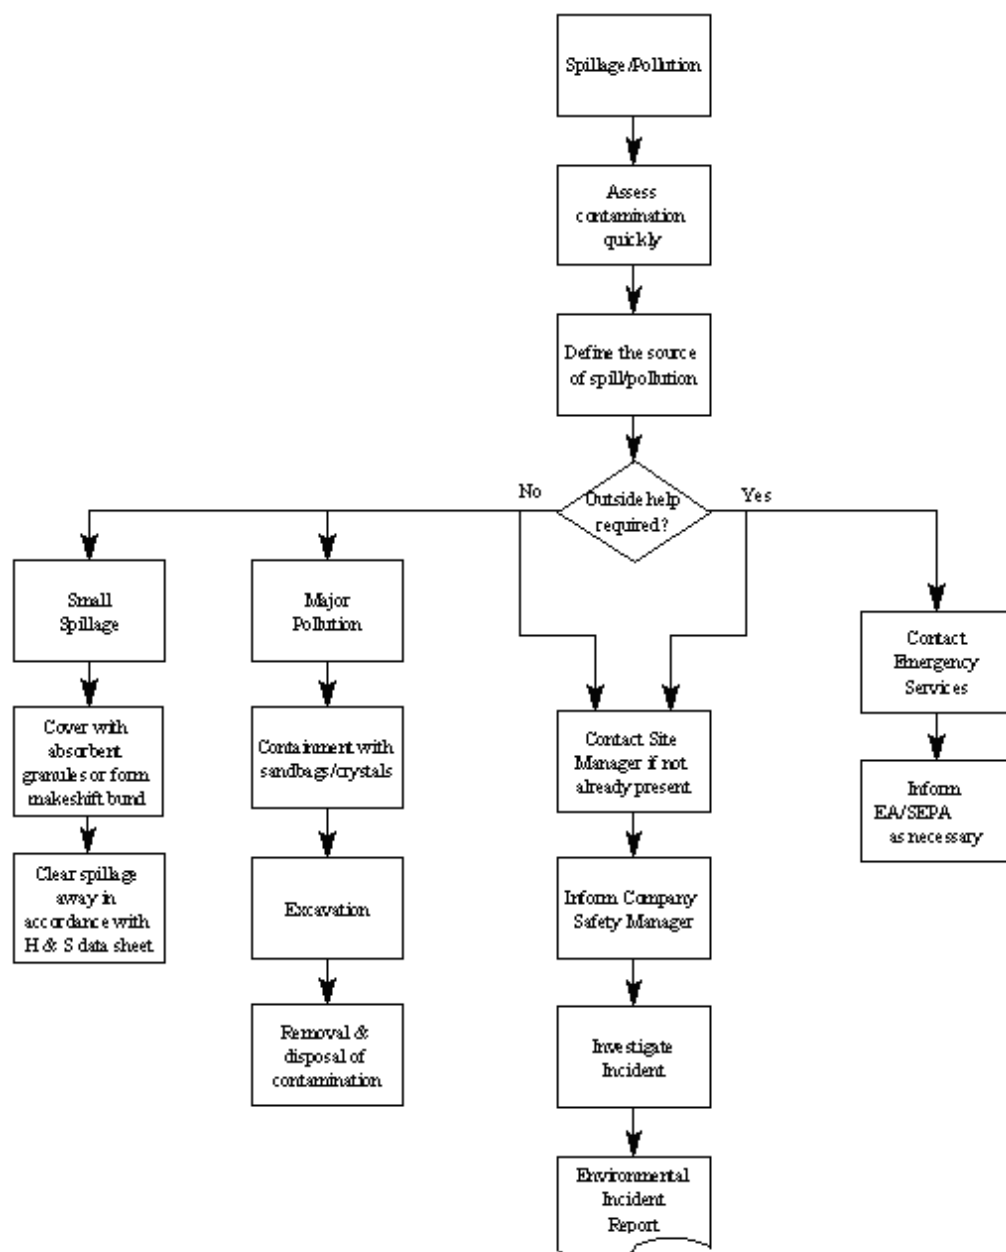 Spillage/Pollution
Assess
contamination
quickly
Define the source
of spill/pollution
No
Outside help
required?
Yes
Small
Spillage
Major
Pollution
Contact
Emergency
Services
Cover with
absorbent
granules or form
makeshift bund
Containment with
sandbags/crystals
Contact Site
Manager if not
already present
Inform
EA/SEPA
as necessary
Clear spillage
away in
accordance with
H & S data sheet
Excavation
Inform Company
Safety Manager
Removal &
disposal of
contamination
Investigate
Incident
Environmental
Incident
Report